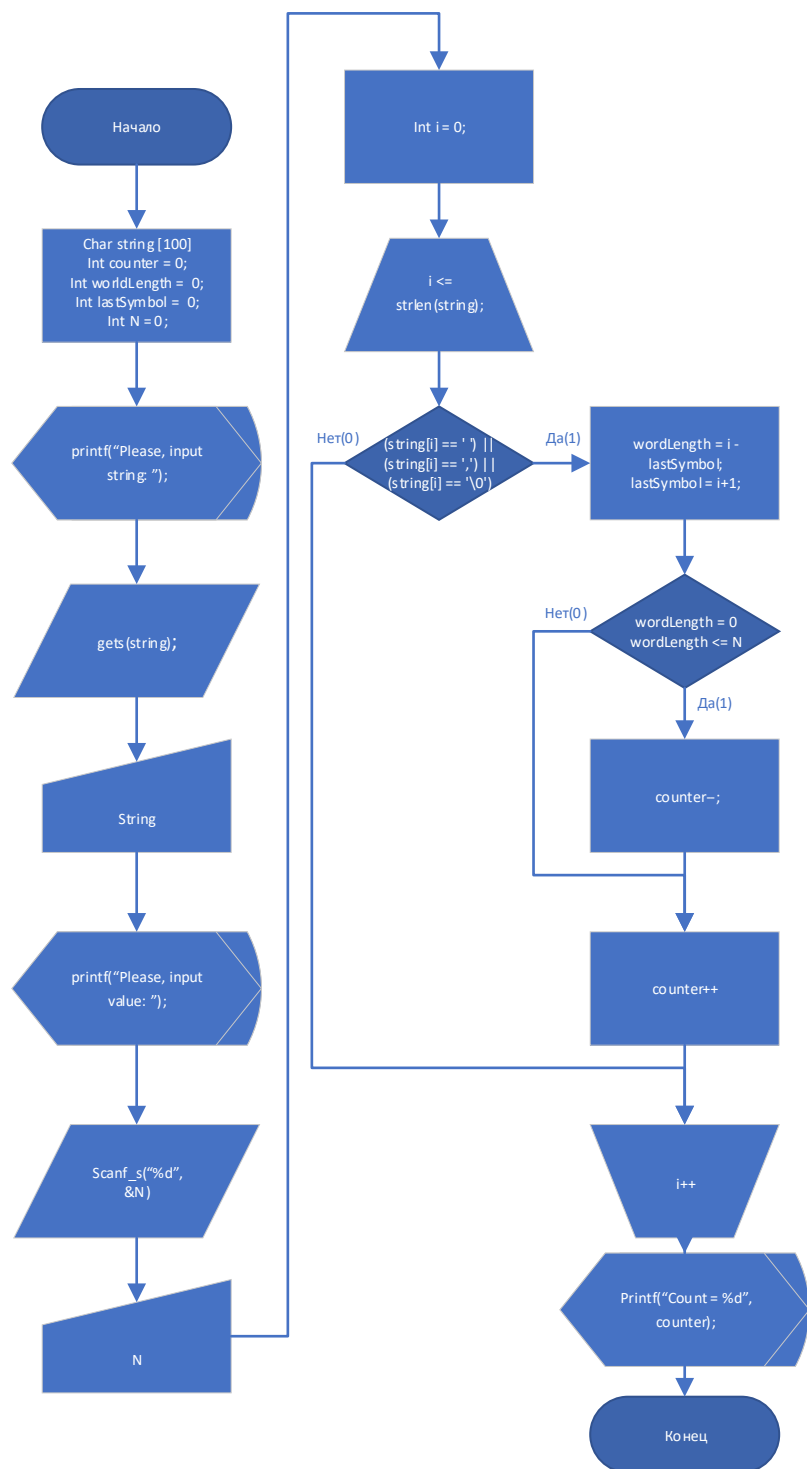 Начало
Char string [100]
Int counter = 0;
Int worldLength = 0;
Int lastSymbol = 0;
Int N = 0;
printf(“Please, input
string: ”);
gets(string);
String
printf(“Please, input
value: ”);
Scanf_s(“%d”,
&N)
N
Int i = 0;
i <=
strlen(string);
Нет(0)
(string[i] == ' ') ||
(string[i] == ',') ||
(string[i] == '\0')
Да(1)
wordLength = i -
lastSymbol;
lastSymbol = i+1;
Нет(0)
wordLength = 0
wordLength <= N
Да(1)
counter--;
counter++
i++
Printf(“Count = %d”,
counter);
Конец